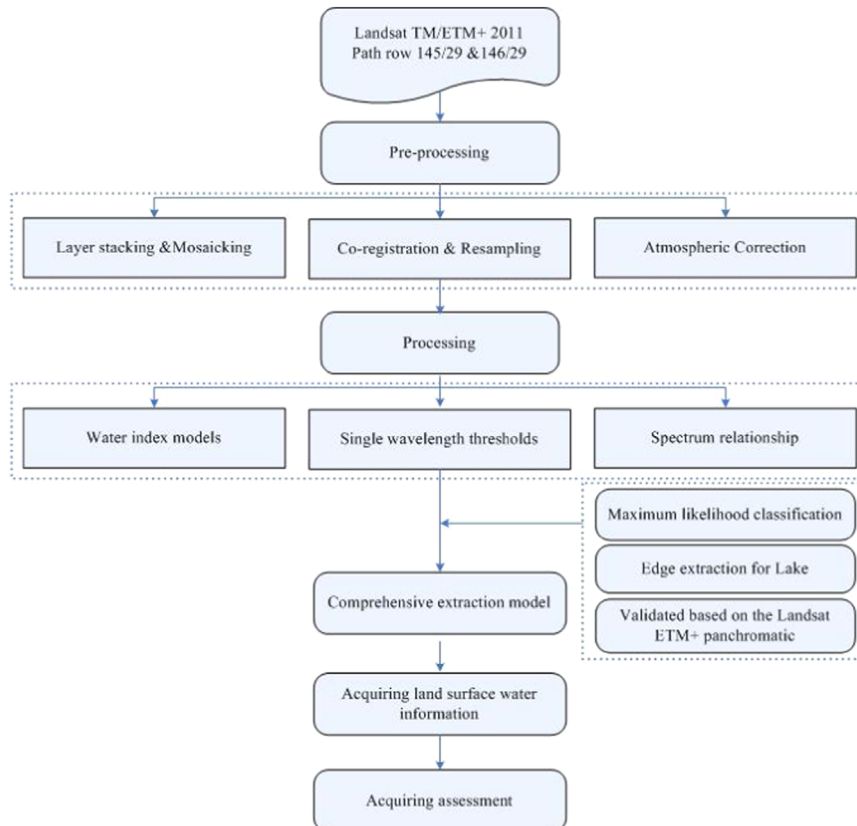 Landsat TM/ETM+ 2011
Path row 145/29 &146/29
Pre-processing
Layer stacking &Mosaicking
Co-registration & Resampling
Atmospheric Correction
Processing
Water index models
Single wavelength thresholds
Spectrum relationship
Maximum likelihood classification
Edge extraction for Lake
Validated based on the Landsat
ETM+ panchromatic
Comprehensive extraction model
Acquiring land surface water
information
Acquiring assessment